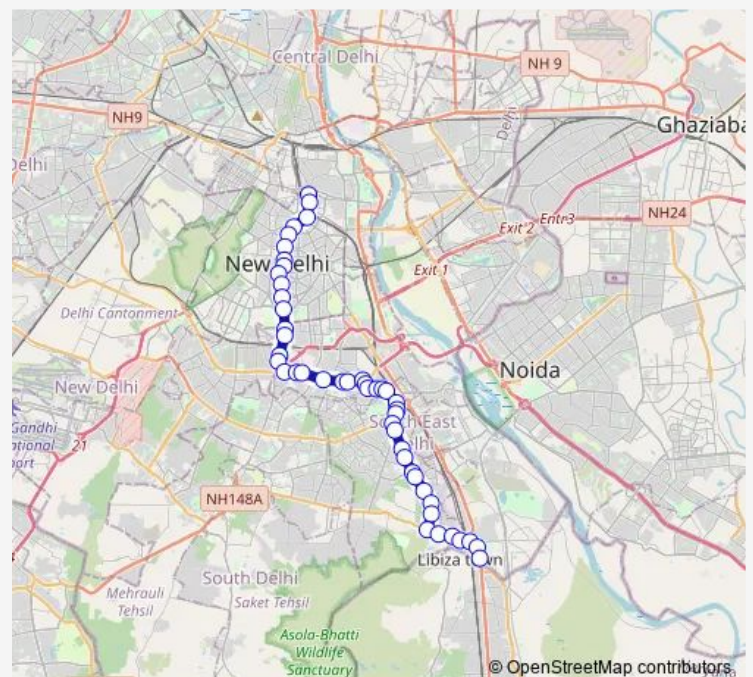 Central Delhi
NH 9
NH9
Ghaziaba
Delhi
Delhi
NH24
Exit 2
Entr3
New Delhi
Exit 1
Delhi Cantonment
Noida
New Delhi
South East
Delhi
Gandhi
ational
ort
21
NH148A
Libiza town
South Delhi
Mehrauli
Tehsil
Saket Tehsil
Asola-Bhatti
Wildlife
Sanctuary
© OpenStreetMap contributors